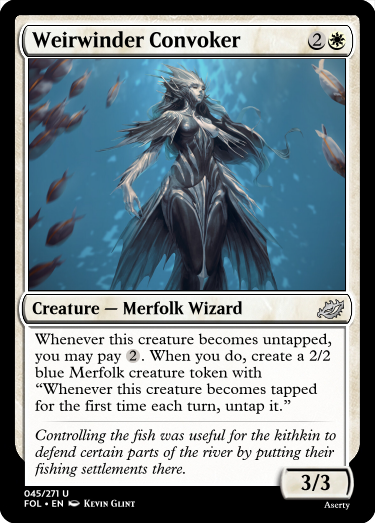 Weirwinder Convoker 2
Creature — Merfolk Wizard
Whenever this creature becomes untapped,
you may pay 2. When you do, create a 2/2
blue Merfolk creature token with
“Whenever this creature becomes tapped
for the first time each turn, untap it.”
Controlling the fish was useful for the kithkin to
defend certain parts of the river by putting their
fishing settlements there.
3/3
045/271 U
FOL • EN Kevin Glint
Aserty